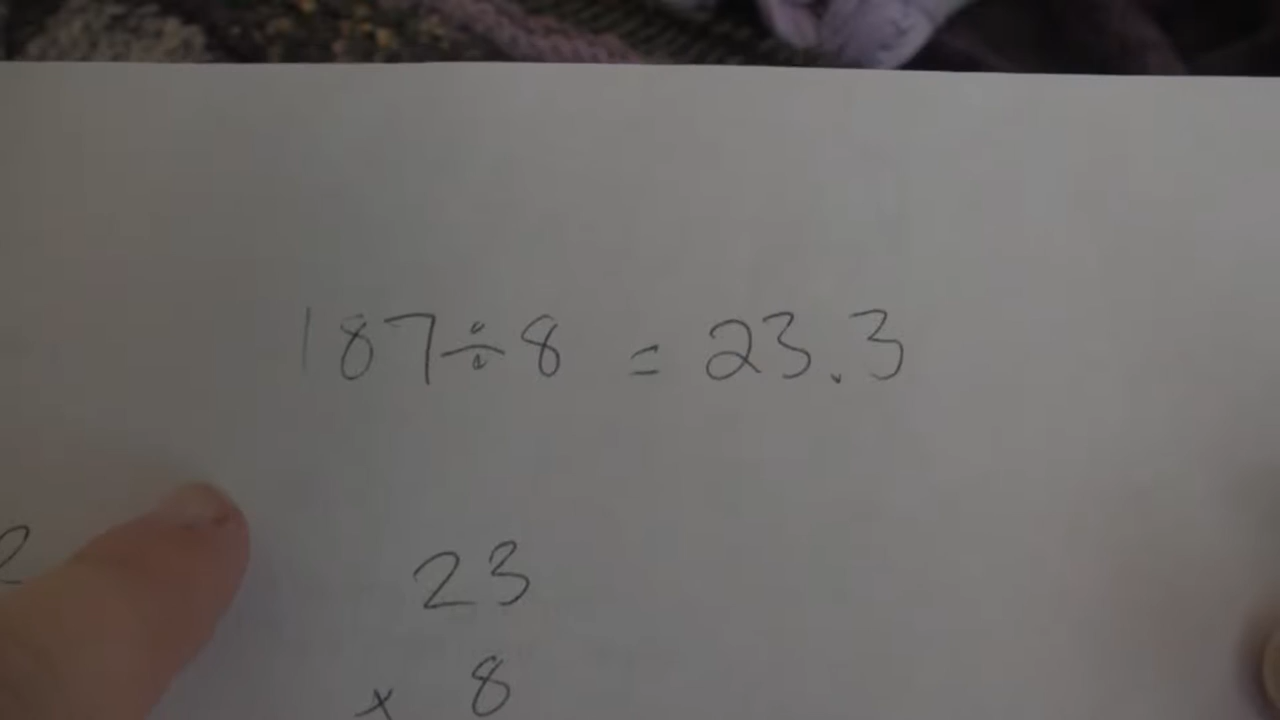 187÷8 = 23.3
23
x 8